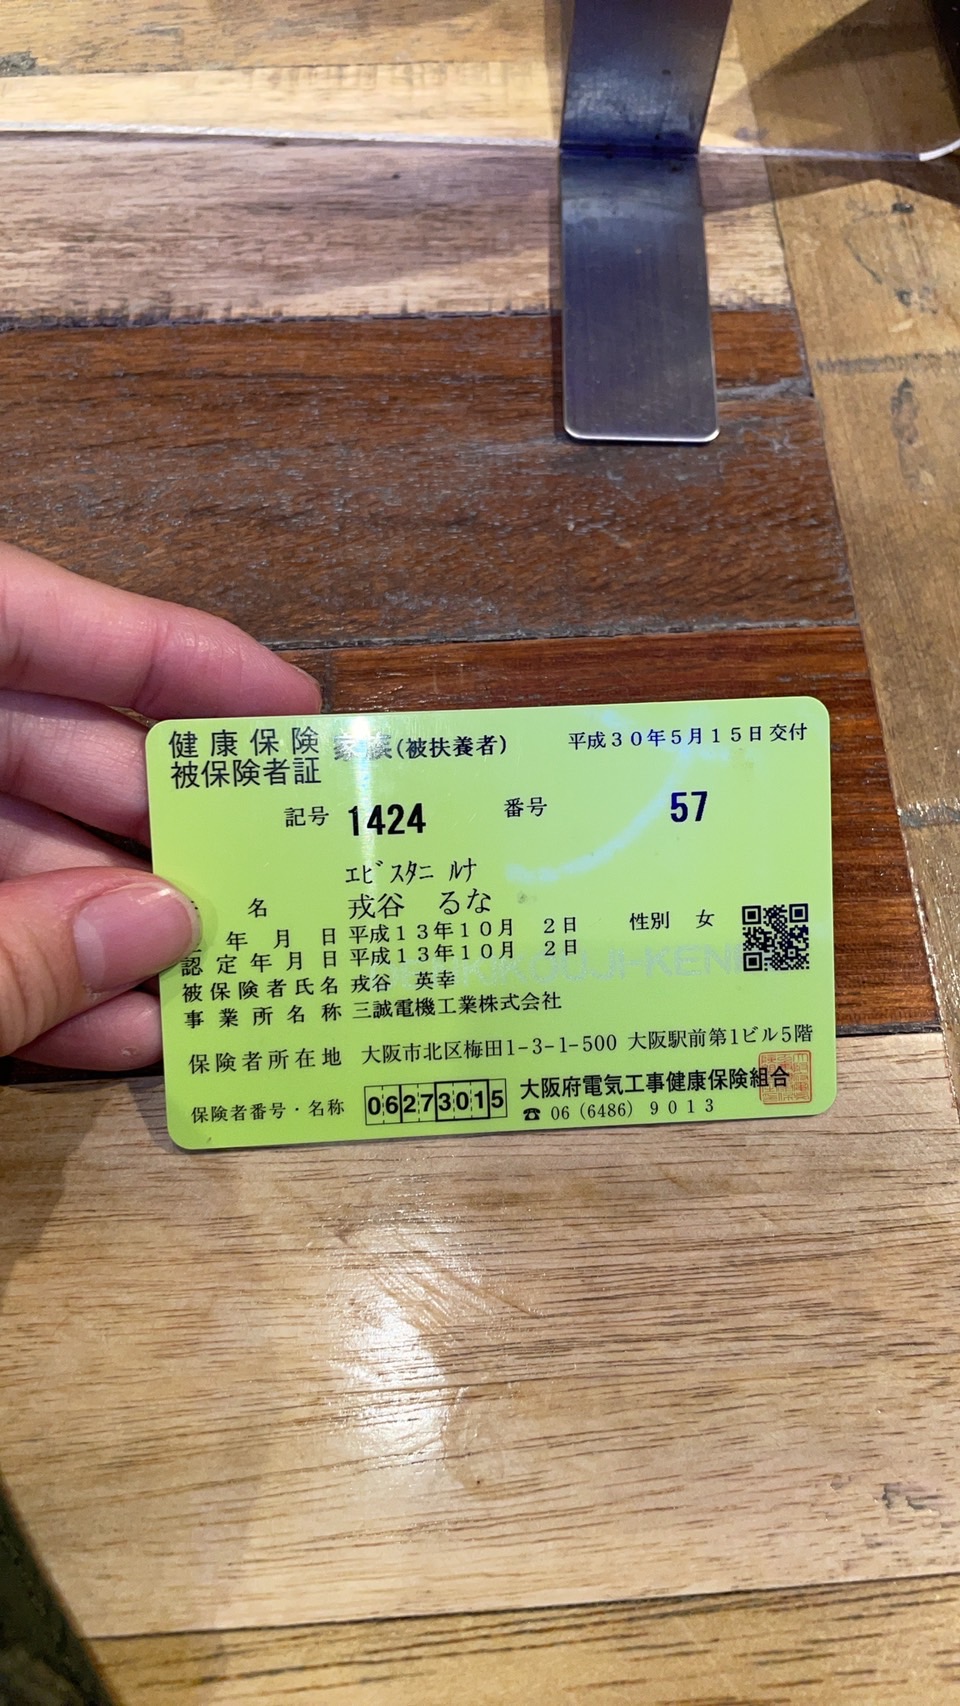 健康保険 家族(被扶養者) 平成30年5月15日交付
被保険者証
記号 1424 番号 57
エビスタニ ルナ
名 戎谷 るな
年月日 平成13年10月 2日 性別 女
認定年月日 平成13年10月 2日
被保険者氏名 戎谷 英幸
事業所名称 三誠電機工業株式会社
保険者所在地 大阪市北区梅田1-3-1-500 大阪駅前第1ビル5階
保険者番号・名称 06273015 大阪府電気工事健康保険組合
☎ 06(6486)9013